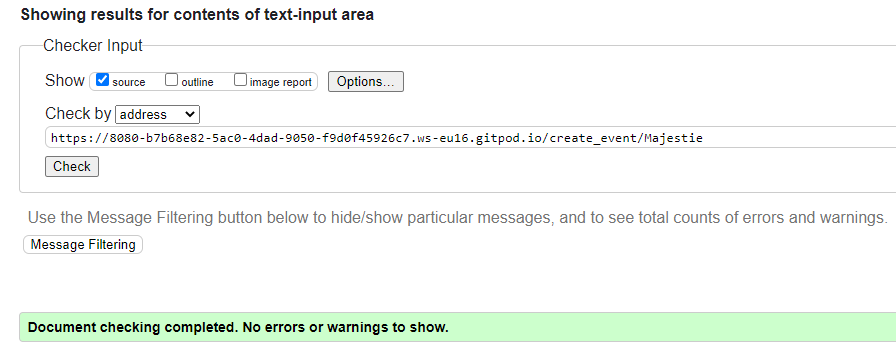 Showing results for contents of text-input area
Checker Input
Show source outline image report Options...
Check by address
https://8080-b7b68e82-5ac0-4dad-9050-f9d0f45926c7.ws-eu16.gitpod.io/create_event/Majestie
Check
Use the Message Filtering button below to hide/show particular messages, and to see total counts of errors and warnings.
Message Filtering
Document checking completed. No errors or warnings to show.